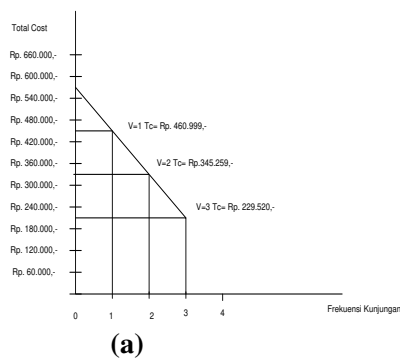 Total Cost
Rp. 660.000,-
Rp. 600.000,-
Rp. 540.000,-
Rp. 480.000,-
V=1 Tc= Rp. 460.999,-
Rp. 420.000,-
Rp. 360.000,-
V=2 Tc= Rp.345.259,-
Rp. 300.000,-
Rp. 240.000,-
V=3 Tc= Rp. 229.520,-
Rp. 180.000,-
Rp. 120.000,-
Rp. 60.000,-
0 1 2 3 4
Frekuensi Kunjungan
(a)